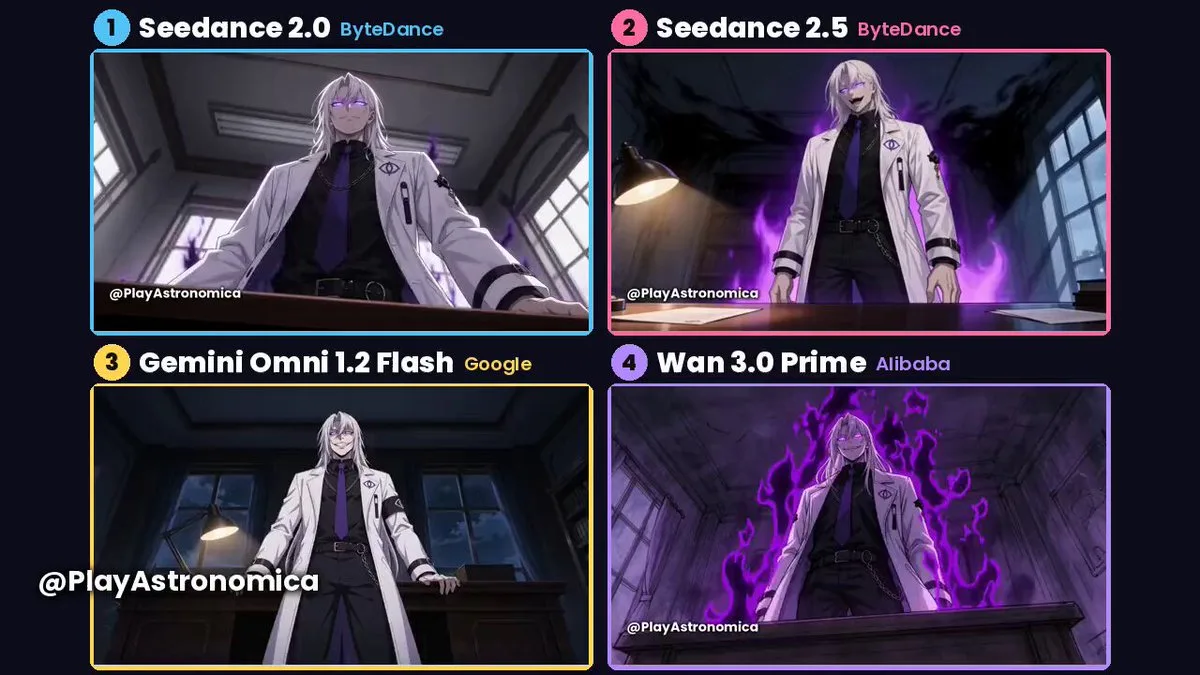 1 Seedance 2.0 ByteDance
2 Seedance 2.5 ByteDance
@PlayAstronomica
@PlayAstronomica
3 Gemini Omni 1.2 Flash Google
4 Wan 3.0 Prime Alibaba
@PlayAstronomica
@PlayAstronomica